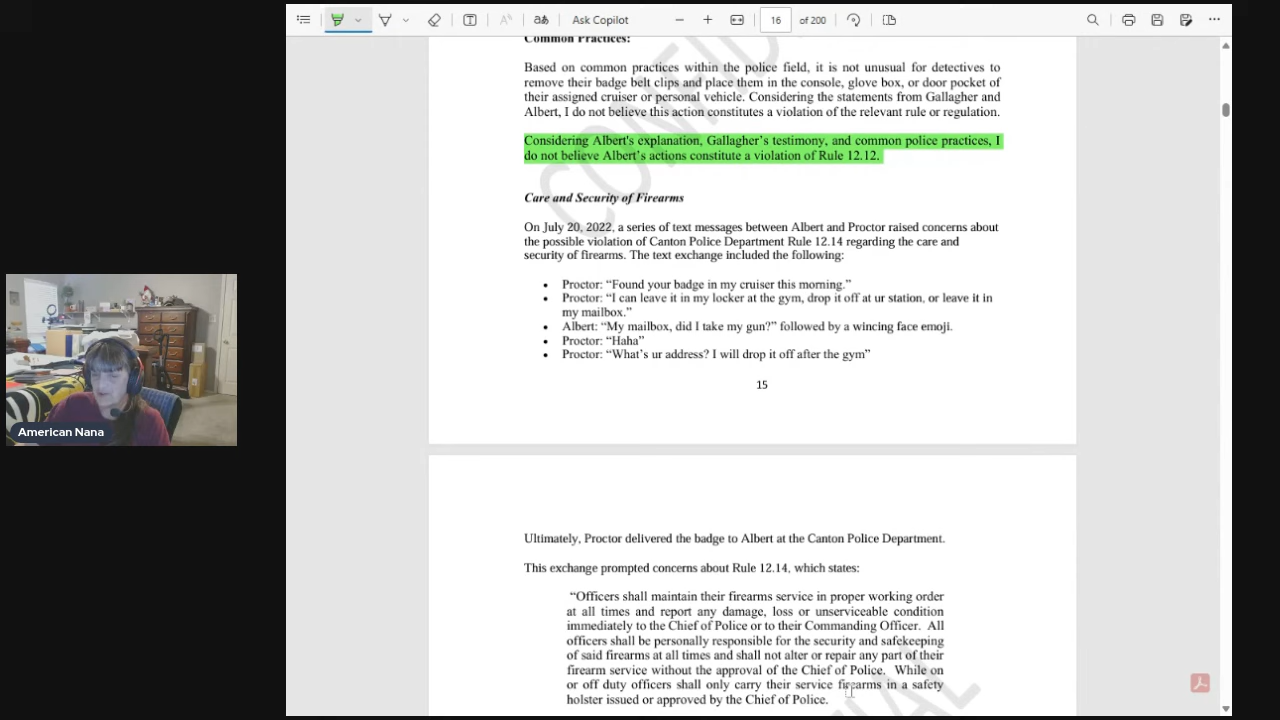 Ask Copilot
16
of 200
Common Practices:
Based on common practices within the police field, it is not unusual for detectives to
remove their badge belt clips and place them in the console, glove box, or door pocket of
their assigned cruiser or personal vehicle. Considering the statements from Gallagher and
Albert, I do not believe this action constitutes a violation of the relevant rule or regulation.
Considering Albert's explanation, Gallagher's testimony, and common police practices, I
do not believe Albert's actions constitute a violation of Rule 12.12.
Care and Security of Firearms
On July 20, 2022, a series of text messages between Albert and Proctor raised concerns about
the possible violation of Canton Police Department Rule 12.14 regarding the care and
security of firearms. The text exchange included the following:
• Proctor: “Found your badge in my cruiser this morning.”
• Proctor: “I can leave it in my locker at the gym, drop it off at ur station, or leave it in
my mailbox.”
• Albert: “My mailbox, did I take my gun?” followed by a wincing face emoji.
• Proctor: “Haha”
• Proctor: “What’s ur address? I will drop it off after the gym”
15
American Nana
Ultimately, Proctor delivered the badge to Albert at the Canton Police Department.
This exchange prompted concerns about Rule 12.14, which states:
“Officers shall maintain their firearms service in proper working order
at all times and report any damage, loss or unserviceable condition
immediately to the Chief of Police or to their Commanding Officer. All
officers shall be personally responsible for the security and safekeeping
of said firearms at all times and shall not alter or repair any part of their
firearm service without the approval of the Chief of Police. While on
or off duty officers shall only carry their service firearms in a safety
holster issued or approved by the Chief of Police.